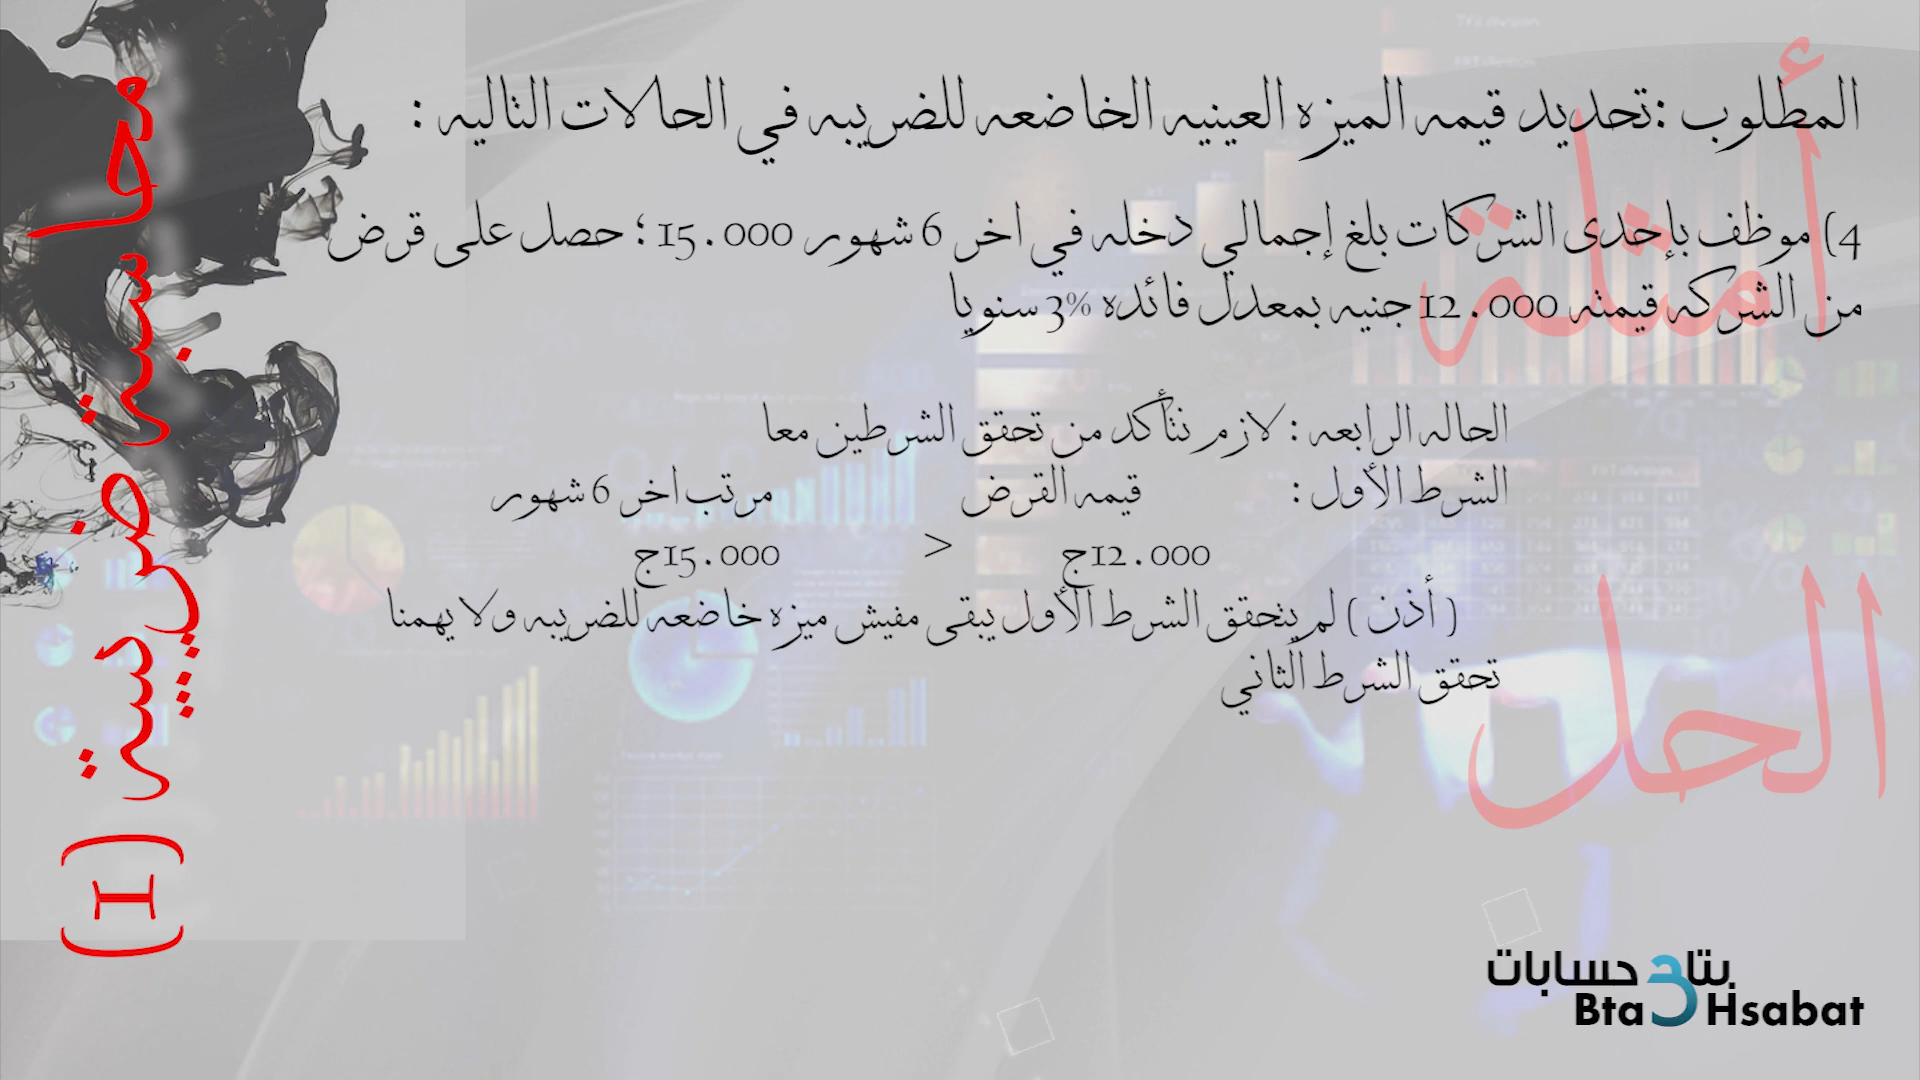 المطلوب :تحديد قيمه الميزه العينيه الخاضعه للضريبه في الحالات التاليه :
4) موظف بإحدى الشركات بلغ إجمالي دخله في اخر 6 شهور 15.000 ؛ حصل على قرض
من الشركه قيمته 12.000 جنيه بمعدل فائده 3% سنويا
أمثلة
الحاله الرابعه : لازم نتأكد من تحقق الشرطين معا
الشرط الأول : قيمه القرض مرتب اخر 6 شهور
12.000ج > 15.000ج
( أذن ) لم يتحقق الشرط الأول يبقى مفيش ميزه خاضعه للضريبه ولا يهمنا
تحقق الشرط الثاني
الحل
محاسبة ضريبية (1)
بتاع حسابات
Bta3Hsabat